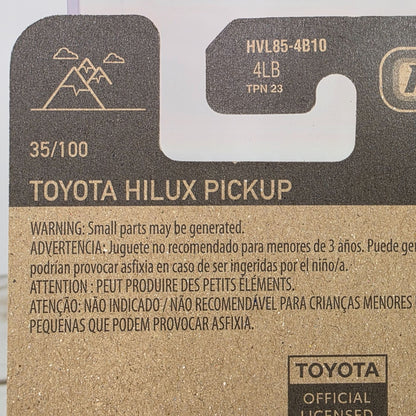 HVL85-4B10
4LB
TPN 23
35/100
TOYOTA HILUX PICKUP
WARNING: Small parts may be generated.
ADVERTENCIA: Juguete no recomendado para menores de 3 años. Puede gen
podrían provocar asfixia en caso de ser ingeridas por el niño/a.
ATTENTION : PEUT PRODUIRE DES PETITS ÉLÉMENTS.
ATENÇÃO: NÃO INDICADO / NÃO RECOMENDÁVEL PARA CRIANÇAS MENORES
PEQUENAS QUE PODEM PROVOCAR ASFIXIA.
TOYOTA
OFFICIAL
LICENSED